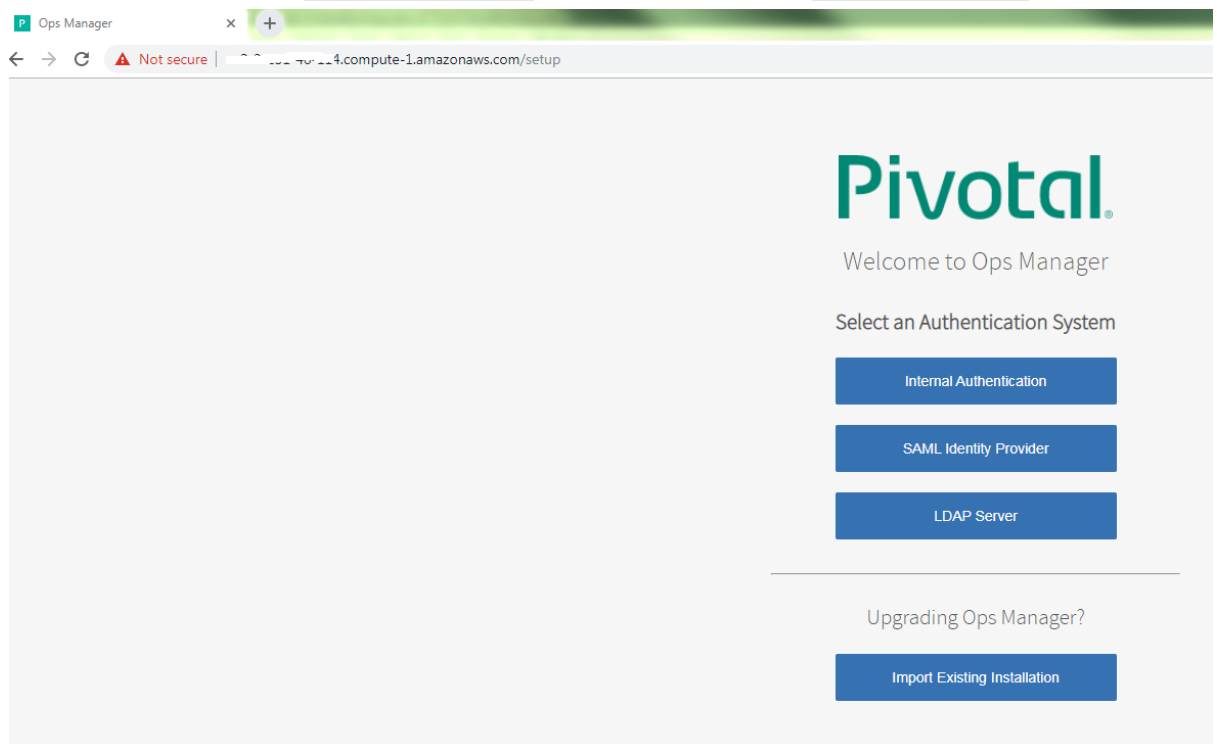 P Ops Manager
Not secure | 4.compute-1.amazonaws.com/setup
Pivotal®
Welcome to Ops Manager
Select an Authentication System
Internal Authentication
SAML Identity Provider
LDAP Server
Upgrading Ops Manager?
Import Existing Installation